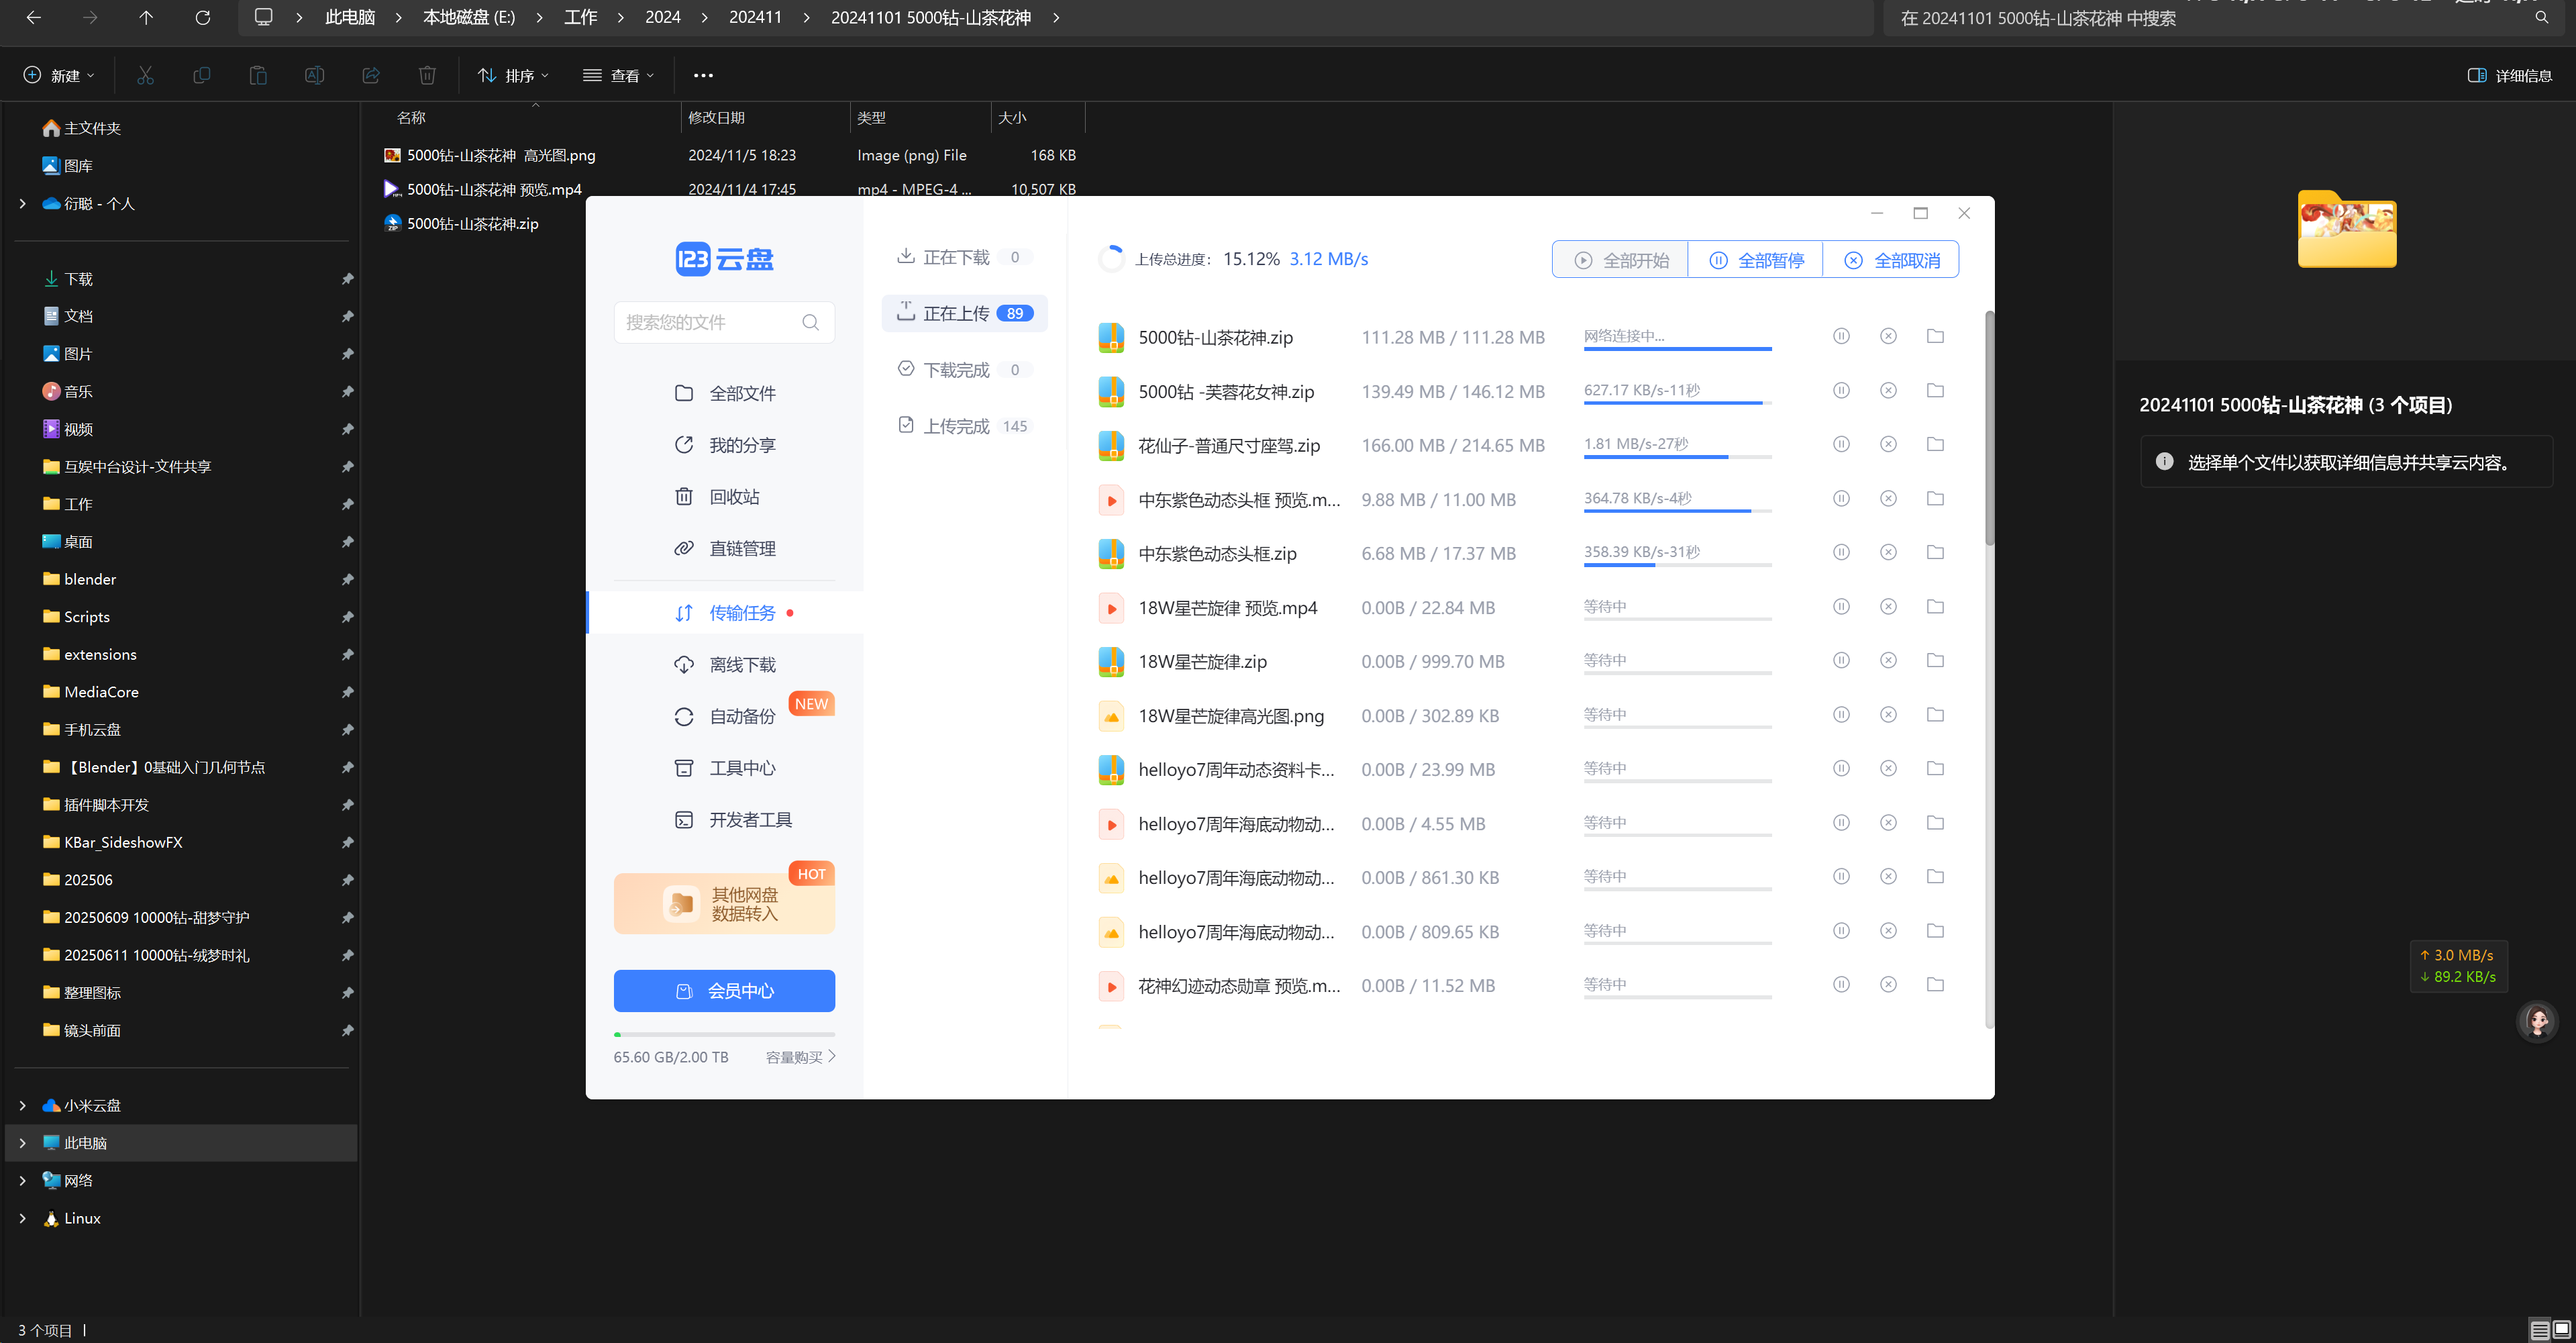 此电脑 > 本地磁盘 (E:) > 工作 > 2024 > 202411 > 20241101 5000钻-山茶花神 >
在 20241101 5000钻-山茶花神 中搜索
新建
排序
查看
详细信息
主文件夹
图库
衍聪 - 个人
下载
文档
图片
音乐
视频
互娱中台设计-文件共享
工作
桌面
blender
Scripts
extensions
MediaCore
手机云盘
【Blender】0基础入门几何节点
插件脚本开发
KBar_SideshowFX
202506
20250609 10000钻-甜梦守护
20250611 10000钻-绒梦时礼
整理图标
镜头前面
小米云盘
此电脑
网络
Linux
3 个项目
名称 修改日期 类型 大小
5000钻-山茶花神 高光图.png 2024/11/5 18:23 Image (png) File 168 KB
5000钻-山茶花神 预览.mp4 2024/11/4 17:45 mp4 - MPEG-4 ... 10,507 KB
5000钻-山茶花神.zip
123云盘
搜索您的文件
全部文件
我的分享
回收站
直链管理
传输任务
离线下载
自动备份 NEW
工具中心
开发者工具
HOT
其他网盘
数据转入
会员中心
65.60 GB/2.00 TB 容量购买
正在下载 0
正在上传 89
下载完成 0
上传完成 145
上传总进度： 15.12% 3.12 MB/s
全部开始 全部暂停 全部取消
5000钻-山茶花神.zip 111.28 MB / 111.28 MB 网络连接中...
5000钻 -芙蓉花女神.zip 139.49 MB / 146.12 MB 627.17 KB/s-11秒
花仙子-普通尺寸座驾.zip 166.00 MB / 214.65 MB 1.81 MB/s-27秒
中东紫色动态头框 预览.m... 9.88 MB / 11.00 MB 364.78 KB/s-4秒
中东紫色动态头框.zip 6.68 MB / 17.37 MB 358.39 KB/s-31秒
18W星芒旋律 预览.mp4 0.00B / 22.84 MB 等待中
18W星芒旋律.zip 0.00B / 999.70 MB 等待中
18W星芒旋律高光图.png 0.00B / 302.89 KB 等待中
helloyo7周年动态资料卡... 0.00B / 23.99 MB 等待中
helloyo7周年海底动物动... 0.00B / 4.55 MB 等待中
helloyo7周年海底动物动... 0.00B / 861.30 KB 等待中
helloyo7周年海底动物动... 0.00B / 809.65 KB 等待中
花神幻迹动态勋章 预览.m... 0.00B / 11.52 MB 等待中
20241101 5000钻-山茶花神 (3 个项目)
选择单个文件以获取详细信息并共享云内容。
↑ 3.0 MB/s
↓ 89.2 KB/s